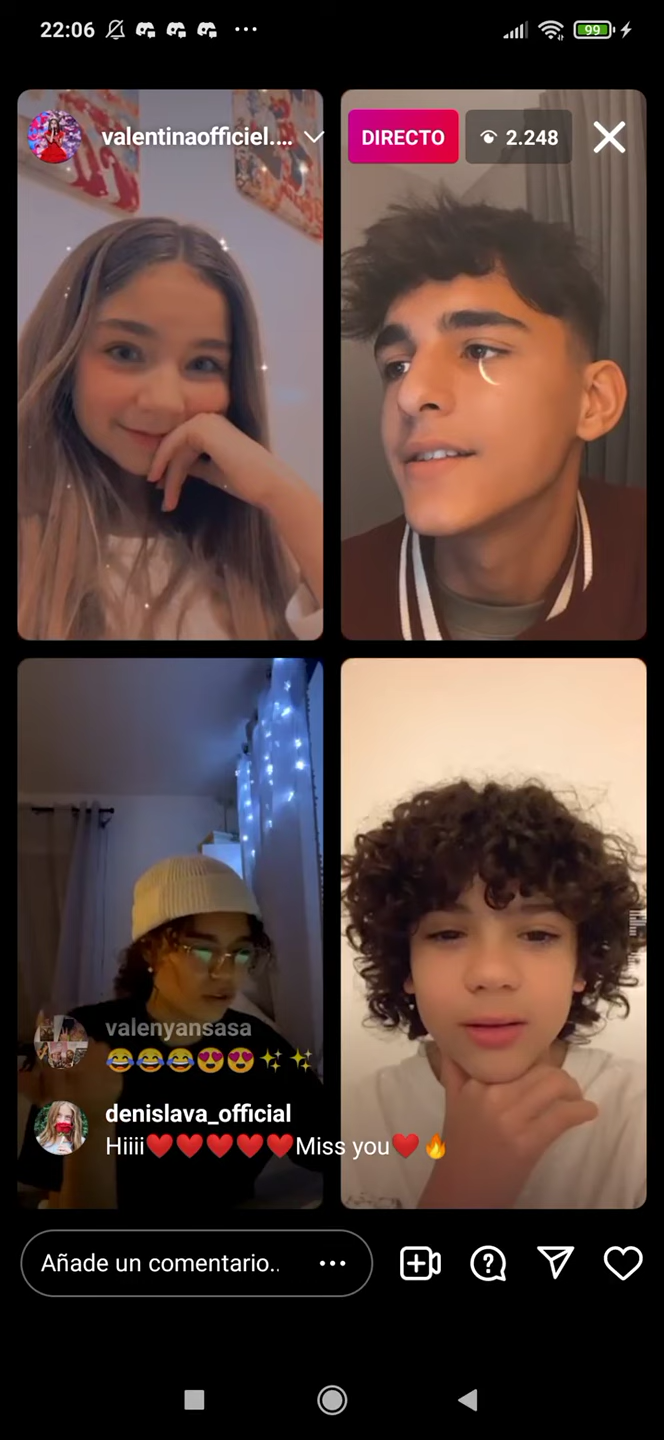 22:06
99
valentinaofficiel....
DIRECTO
2.248
valenyansasa
😂😂😂😍😍✨✨
denislava_official
Hiiii❤️❤️❤️❤️❤️Miss you❤️🔥
Añade un comentario..